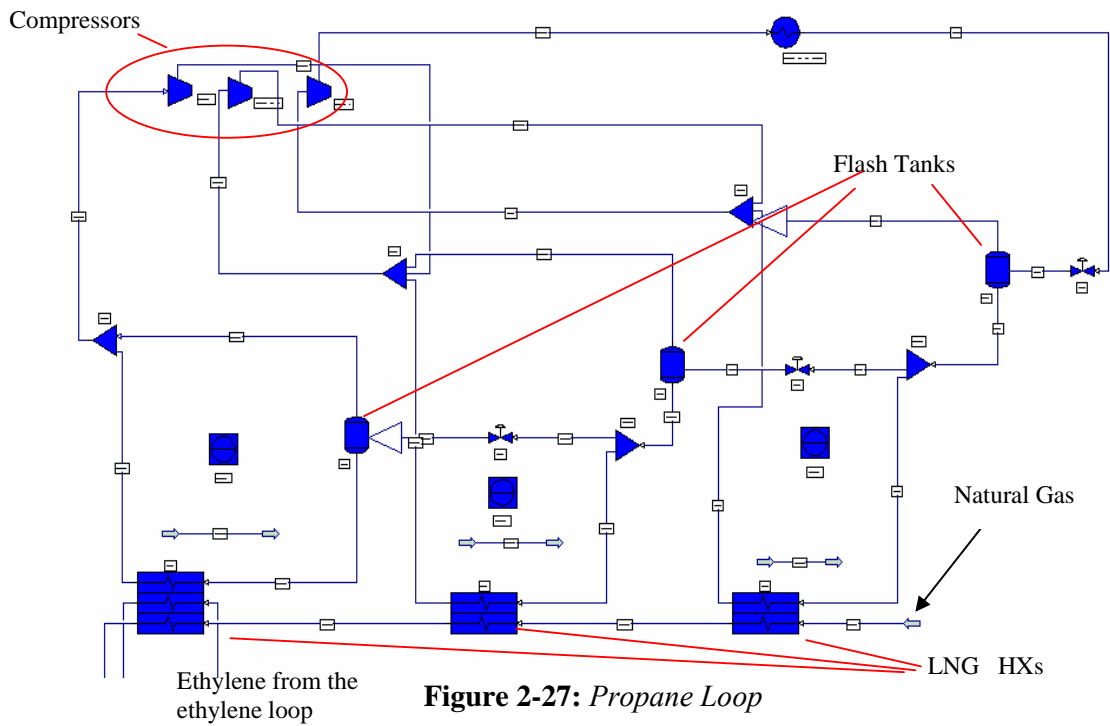 Compressors
Flash Tanks
Natural Gas
LNG HXs
Ethylene from the
ethylene loop
Figure 2-27: Propane Loop